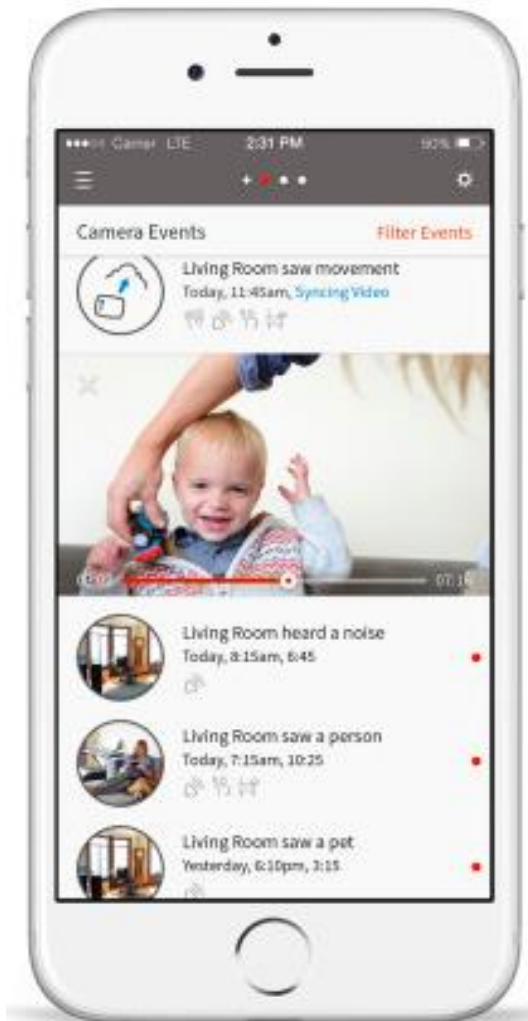 Carrier LTE 2:31 PM 90%
Camera Events Filter Events
Living Room saw movement
Today, 11:45am, Syncing Video
Living Room heard a noise
Today, 8:15am, 6:45
Living Room saw a person
Today, 7:15am, 10:25
Living Room saw a pet
Yesterday, 6:10pm, 3:15